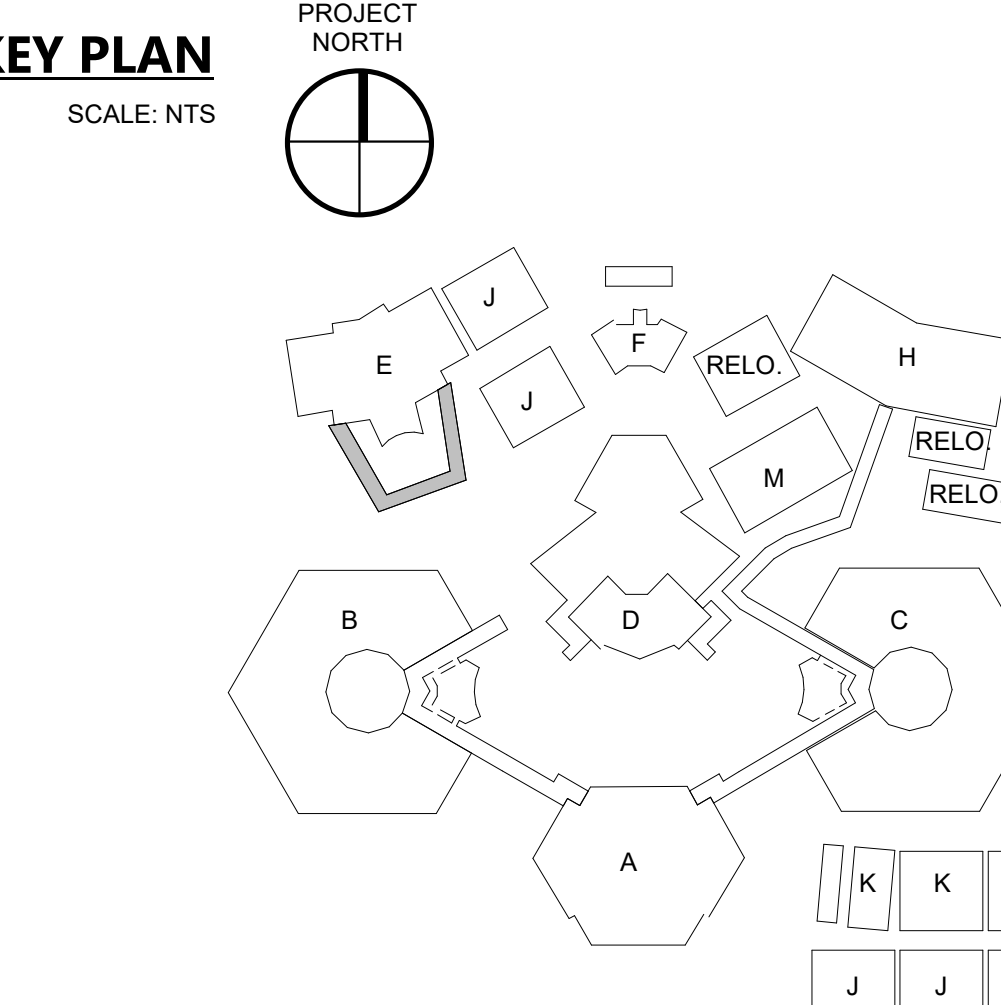 PROJECT
NORTH
KEY PLAN
SCALE: NTS
J
E
F
RELO.
H
J
RELO.
M
RELO.
B
D
C
A
K
K
J
J